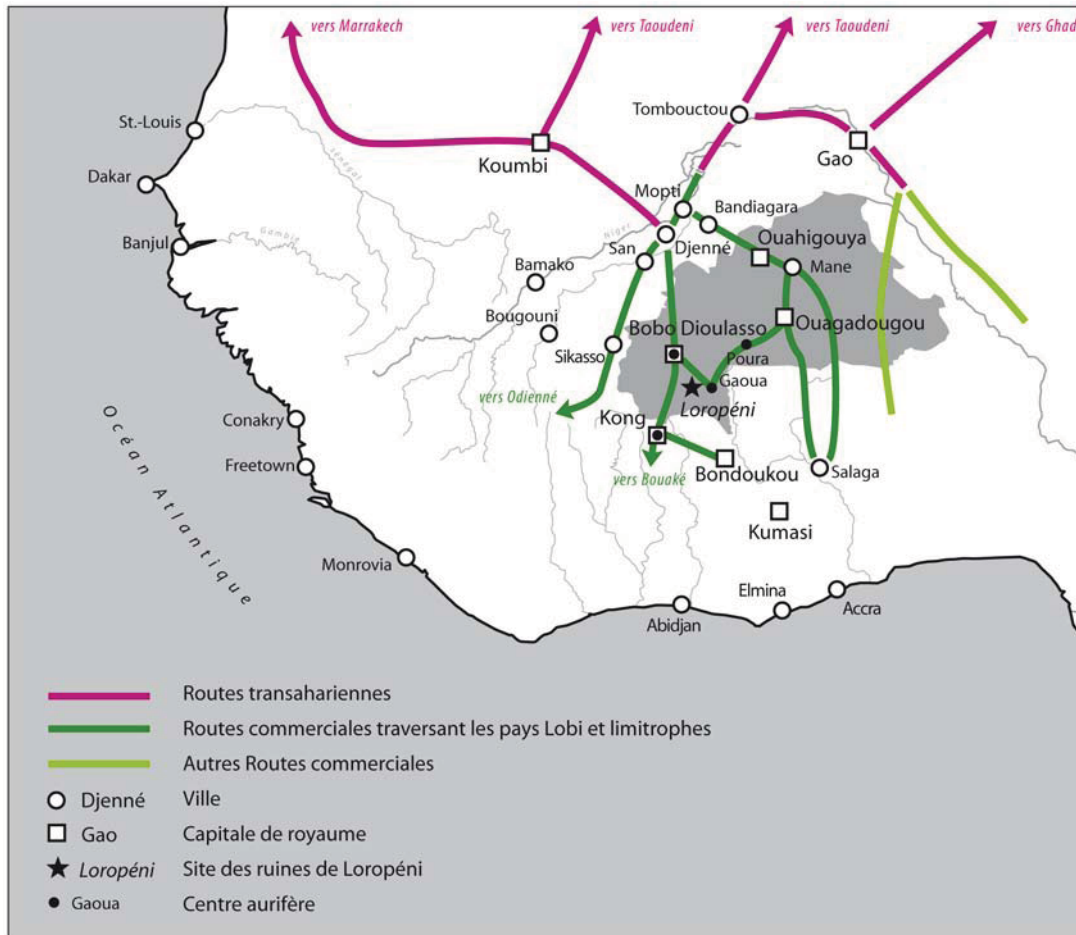 vers Marrakech
vers Taoudeni
vers Taoudeni
vers Ghad
St.-Louis
Tombouctou
Sénégal
Koumbi
Gao
Dakar
Mopti
Bandiagara
Banjul
Gambie
Niger
San
Djenné
Ouahigouya
Mane
Bamako
Bougouni
Bobo Dioulasso
Ouagadougou
Sikasso
Poura
Gaoua
vers Odienné
Loropéni
Kong
Conakry
Freetown
vers Bouaké
Bondoukou
Salaga
Kumasi
Océan Atlantique
Monrovia
Elmina
Accra
Abidjan
Routes transahariennes
Routes commerciales traversant les pays Lobi et limitrophes
Autres Routes commerciales
Djenné Ville
Gao Capitale de royaume
Loropéni Site des ruines de Loropéni
Gaoua Centre aurifère